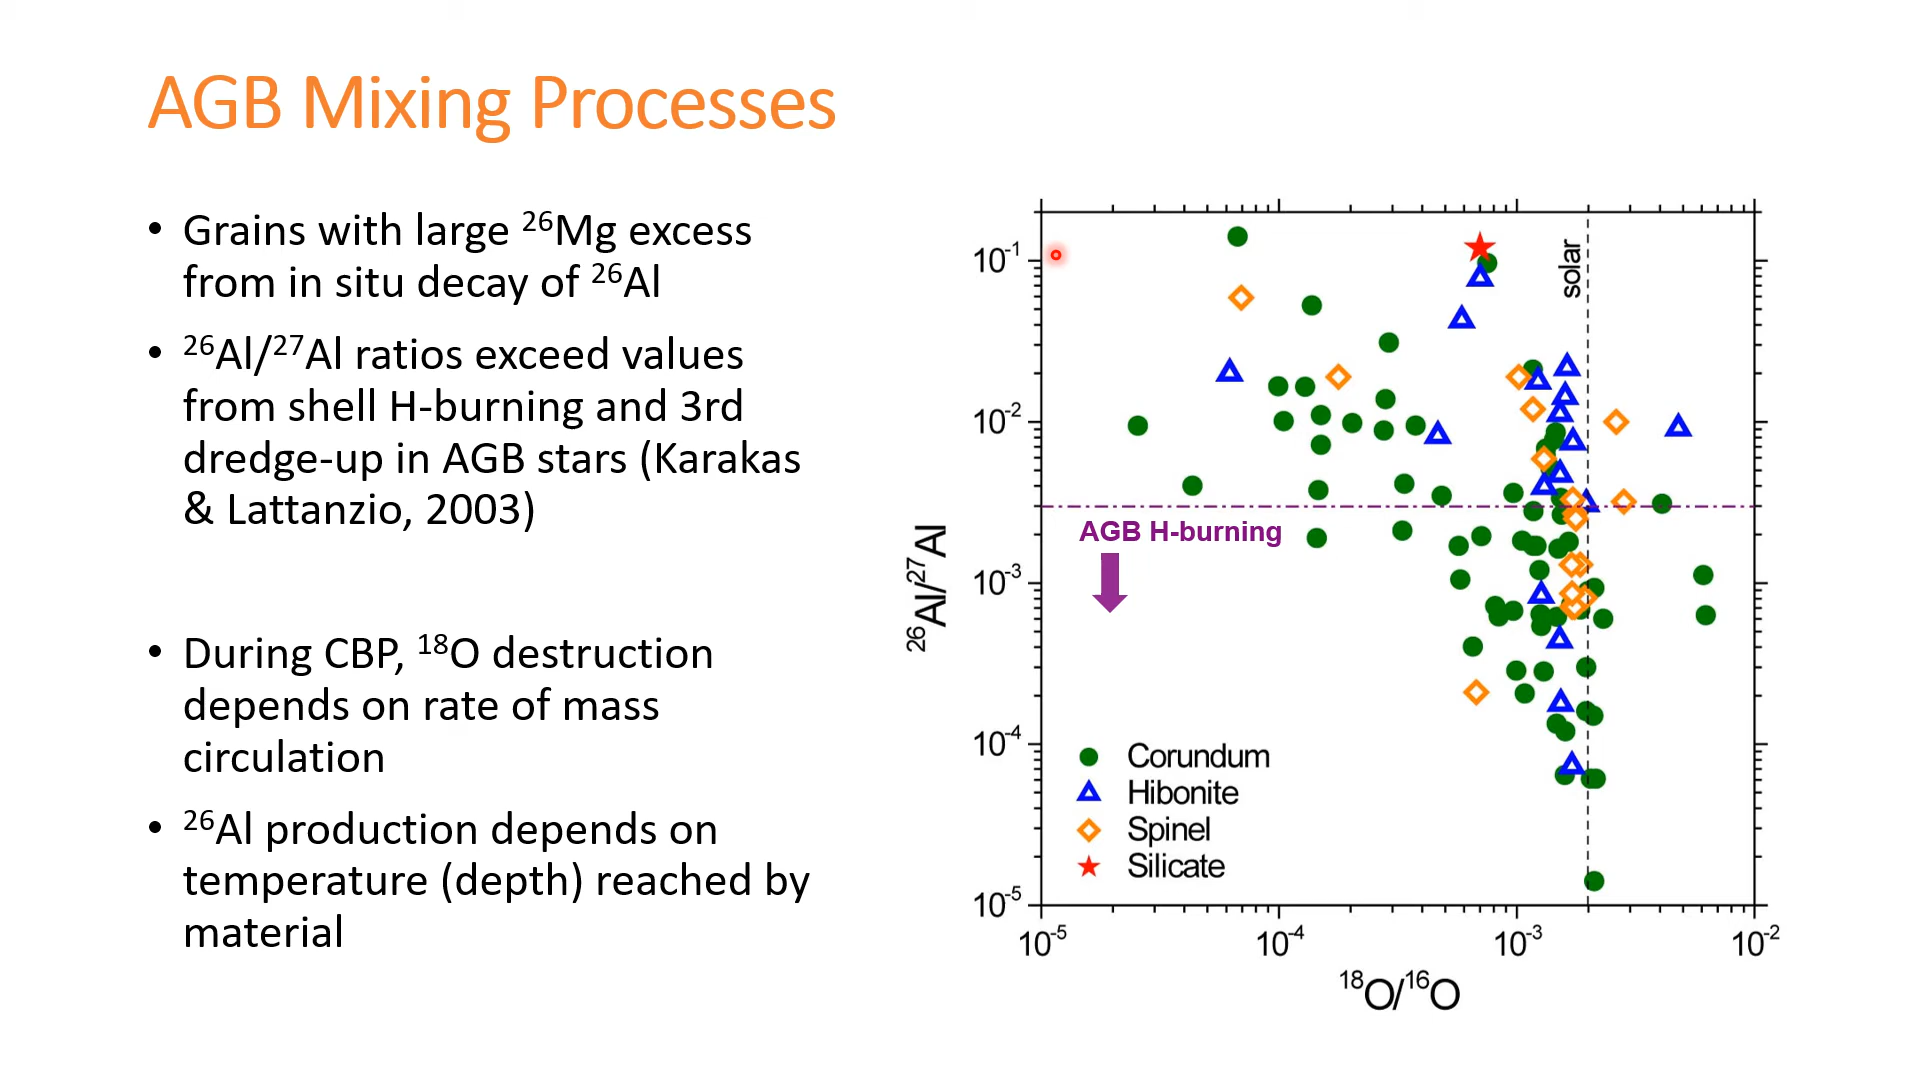 AGB Mixing Processes
• Grains with large ²⁶Mg excess
from in situ decay of ²⁶Al
• ²⁶Al/²⁷Al ratios exceed values
from shell H-burning and 3rd
dredge-up in AGB stars (Karakas
& Lattanzio, 2003)
• During CBP, ¹⁸O destruction
depends on rate of mass
circulation
• ²⁶Al production depends on
temperature (depth) reached by
material
²⁶Al/²⁷Al
10⁻¹
10⁻²
10⁻³
10⁻⁴
10⁻⁵
solar
AGB H-burning
Corundum
Hibonite
Spinel
Silicate
10⁻⁵ 10⁻⁴ 10⁻³ 10⁻²
¹⁸O/¹⁶O